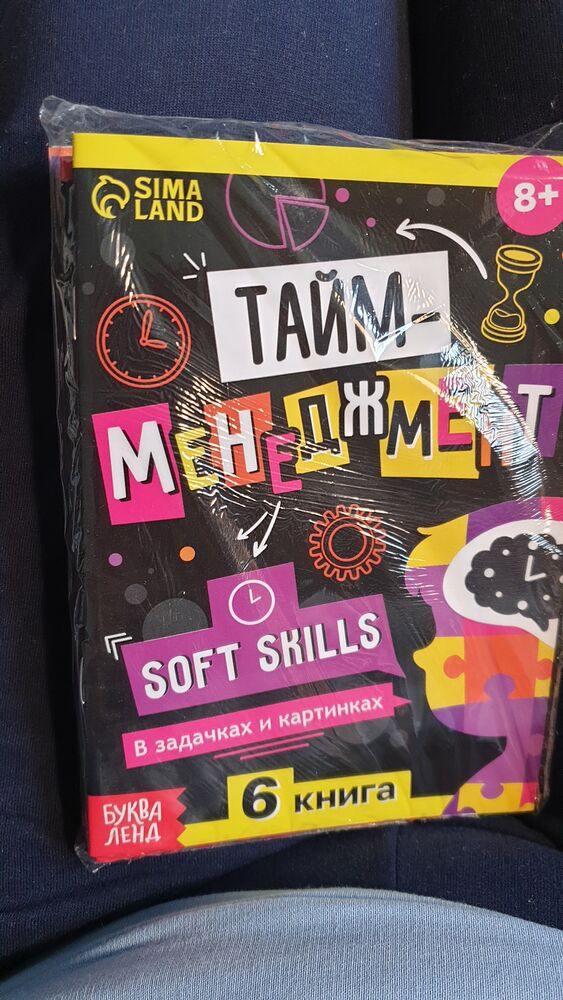 SIMA
LAND
8+
ТАЙМ-
МЕНЕДЖМЕНТ
SOFT SKILLS
В задачках и картинках
БУКВА
ЛЕНД
6 книга